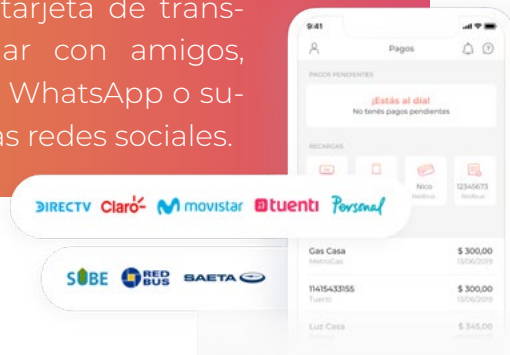 tarjeta de trans-
ar con amigos,
WhatsApp o su-
as redes sociales.
9:41
Pagos
PAGOS PENDIENTES
¡Estás al día!
No tenés pagos pendientes
RECARGAS
Nico
Redbus
12345673
Redbus
DIRECTV Claro movistar tuenti Personal
SUBE RED BUS SAETA
Gas Casa $ 300,00
MetroGas 13/06/2019
11415433155 $ 300,00
Tuenti 13/06/2019
Luz Casa $ 345,00